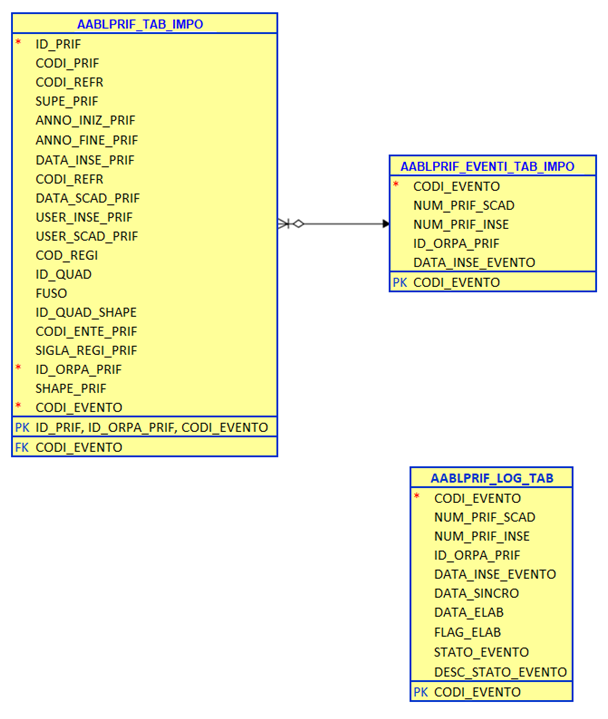 AABLPRIF_TAB_IMPO
* ID_PRIF
CODI_PRIF
CODI_REFR
SUPE_PRIF
ANNO_INIZ_PRIF
ANNO_FINE_PRIF
DATA_INSE_PRIF
CODI_REFR
DATA_SCAD_PRIF
USER_INSE_PRIF
USER_SCAD_PRIF
COD_REGI
ID_QUAD
FUSO
ID_QUAD_SHAPE
CODI_ENTE_PRIF
SIGLA_REGI_PRIF
* ID_ORPA_PRIF
SHAPE_PRIF
* CODI_EVENTO
PK ID_PRIF, ID_ORPA_PRIF, CODI_EVENTO
FK CODI_EVENTO
AABLPRIF_EVENTI_TAB_IMPO
* CODI_EVENTO
NUM_PRIF_SCAD
NUM_PRIF_INSE
ID_ORPA_PRIF
DATA_INSE_EVENTO
PK CODI_EVENTO
AABLPRIF_LOG_TAB
* CODI_EVENTO
NUM_PRIF_SCAD
NUM_PRIF_INSE
ID_ORPA_PRIF
DATA_INSE_EVENTO
DATA_SINCRO
DATA_ELAB
FLAG_ELAB
STATO_EVENTO
DESC_STATO_EVENTO
PK CODI_EVENTO